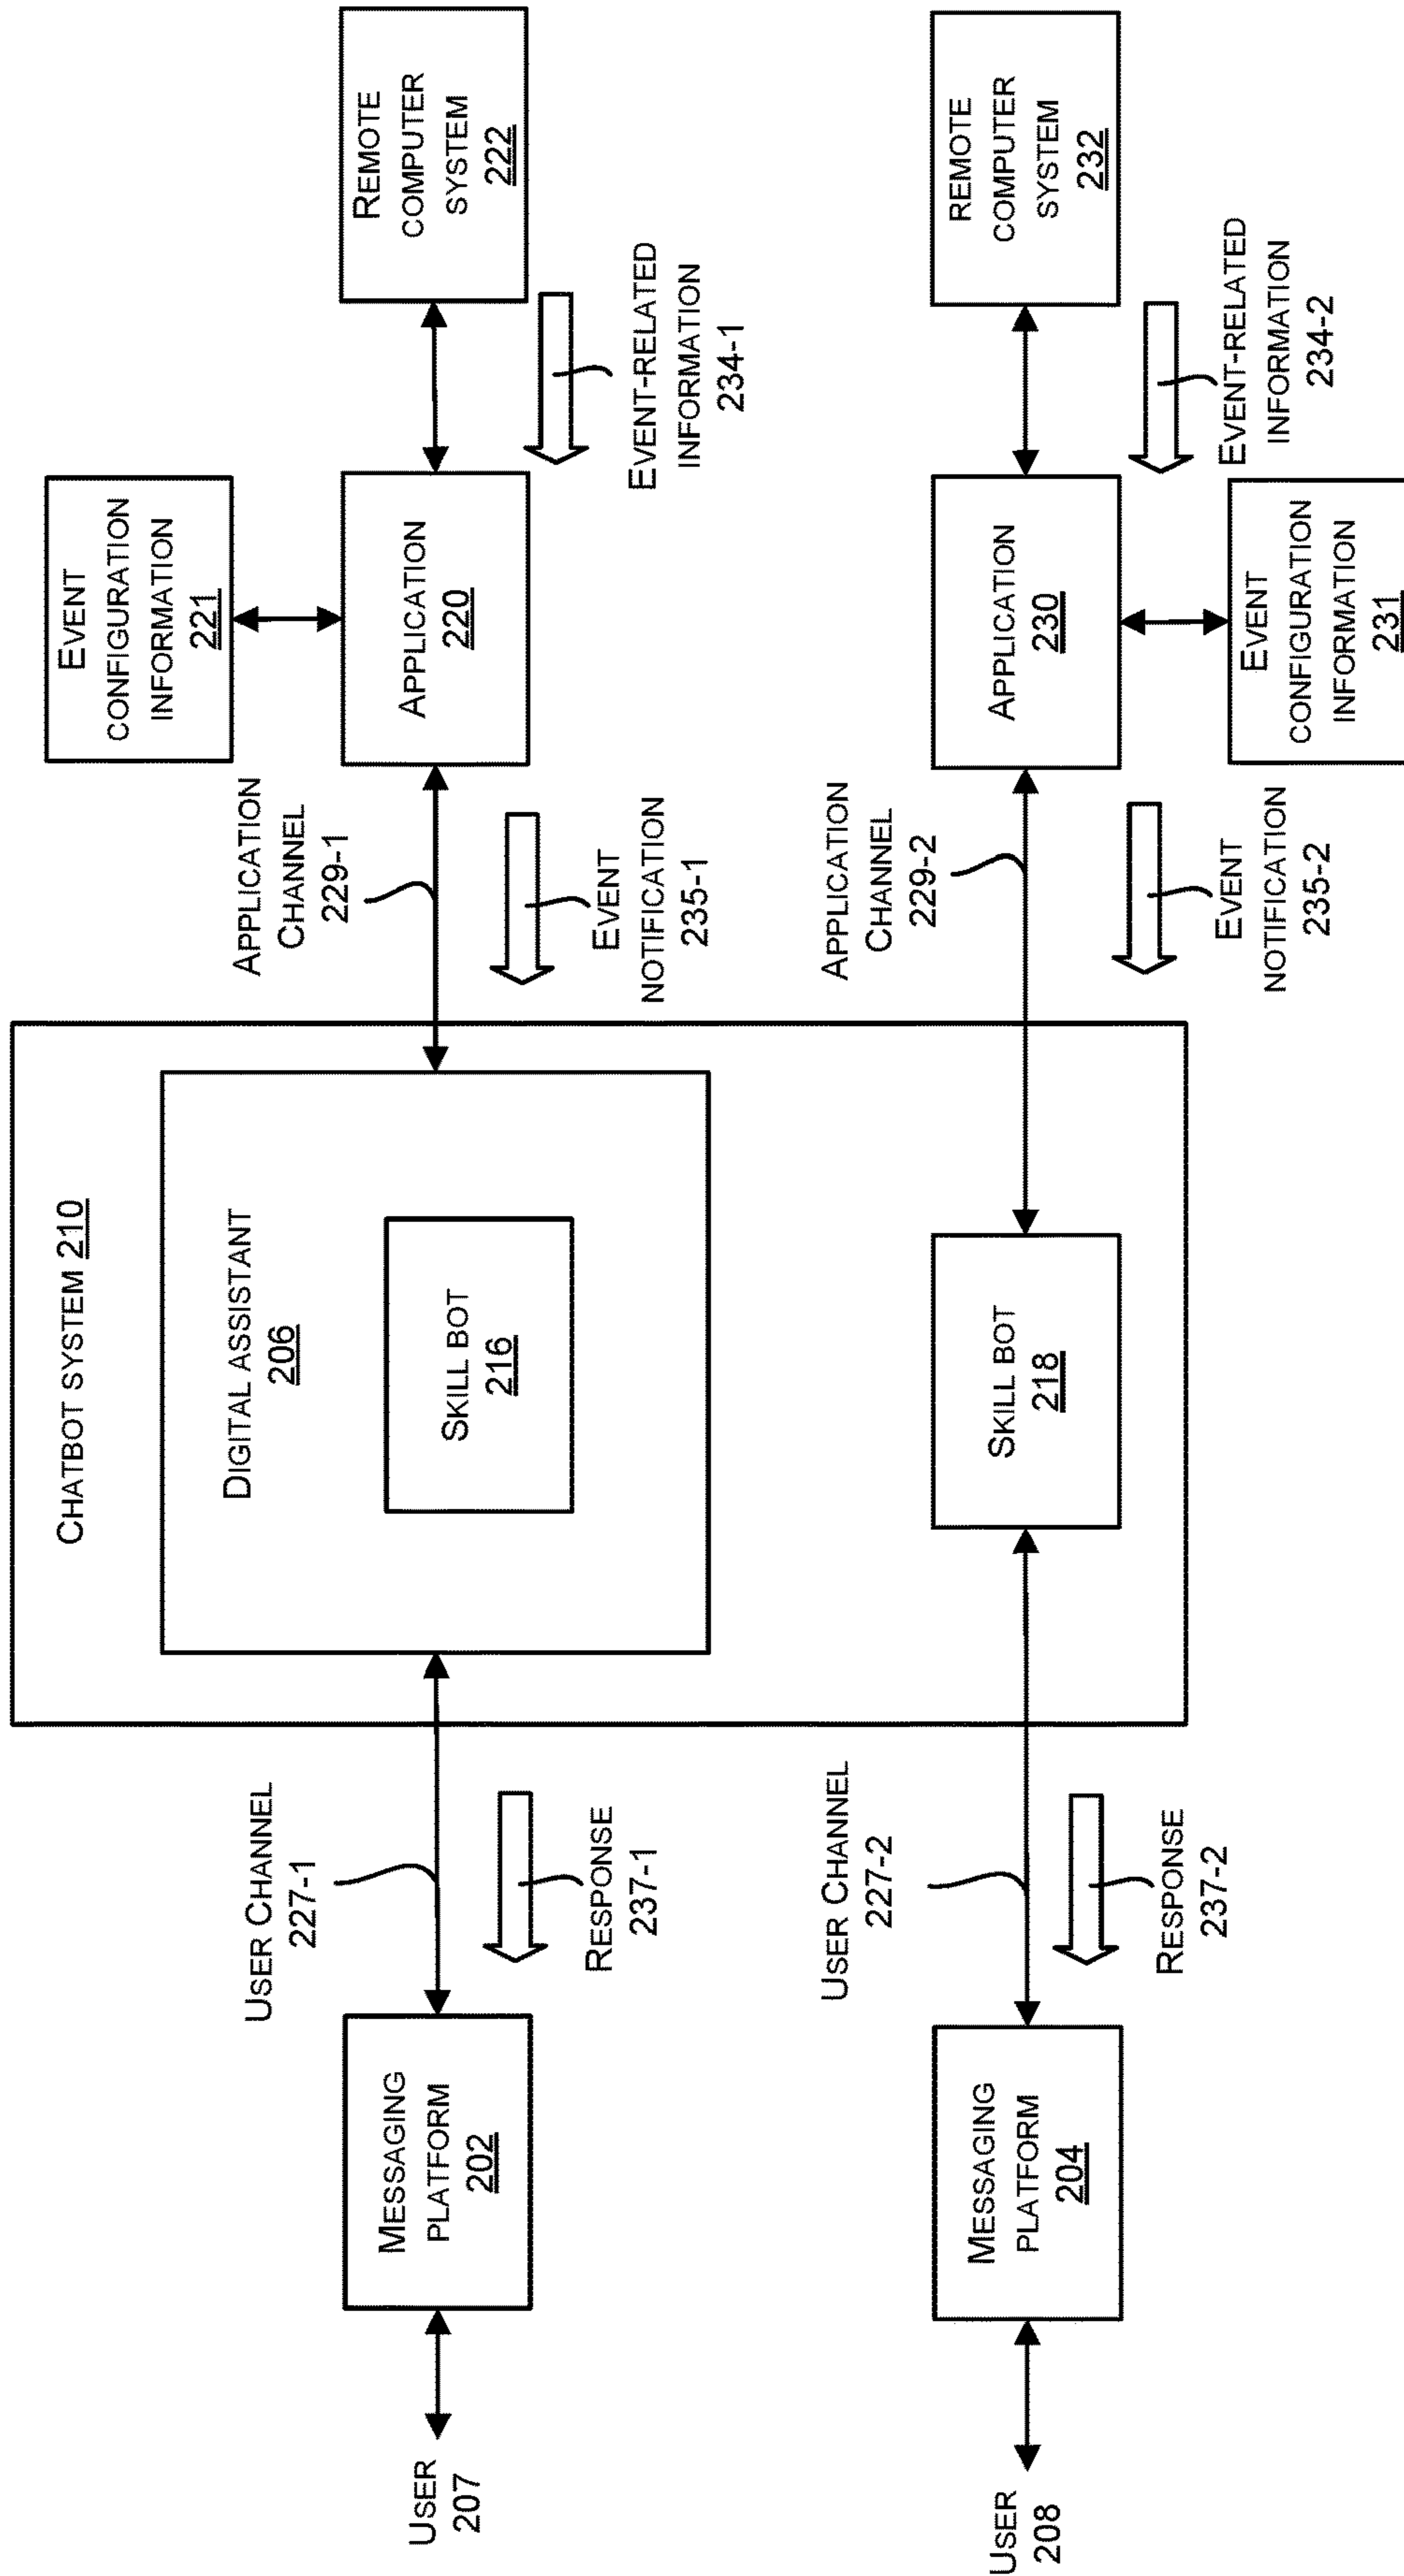 CHATBOT SYSTEM 210
EVENT
CONFIGURATION
INFORMATION
221
DIGITAL ASSISTANT
206
USER CHANNEL
227-1
APPLICATION
CHANNEL
229-1
USER
207
MESSAGING
PLATFORM
202
SKILL BOT
216
APPLICATION
220
REMOTE
COMPUTER
SYSTEM
222
RESPONSE
237-1
EVENT
NOTIFICATION
235-1
EVENT-RELATED
INFORMATION
234-1
USER CHANNEL
227-2
APPLICATION
CHANNEL
229-2
USER
208
MESSAGING
PLATFORM
204
SKILL BOT
218
APPLICATION
230
REMOTE
COMPUTER
SYSTEM
232
RESPONSE
237-2
EVENT
NOTIFICATION
235-2
EVENT-RELATED
INFORMATION
234-2
EVENT
CONFIGURATION
INFORMATION
231